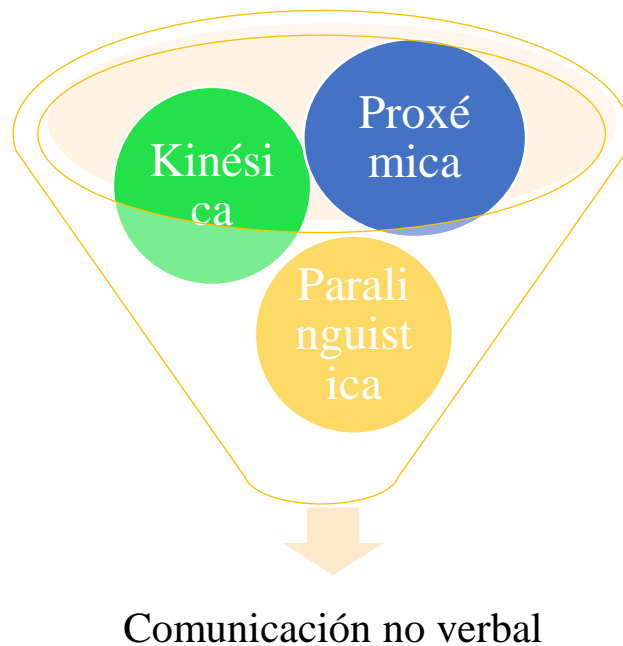 Kinési
ca
Proxé
mica
Parali
nguist
ica
Comunicación no verbal